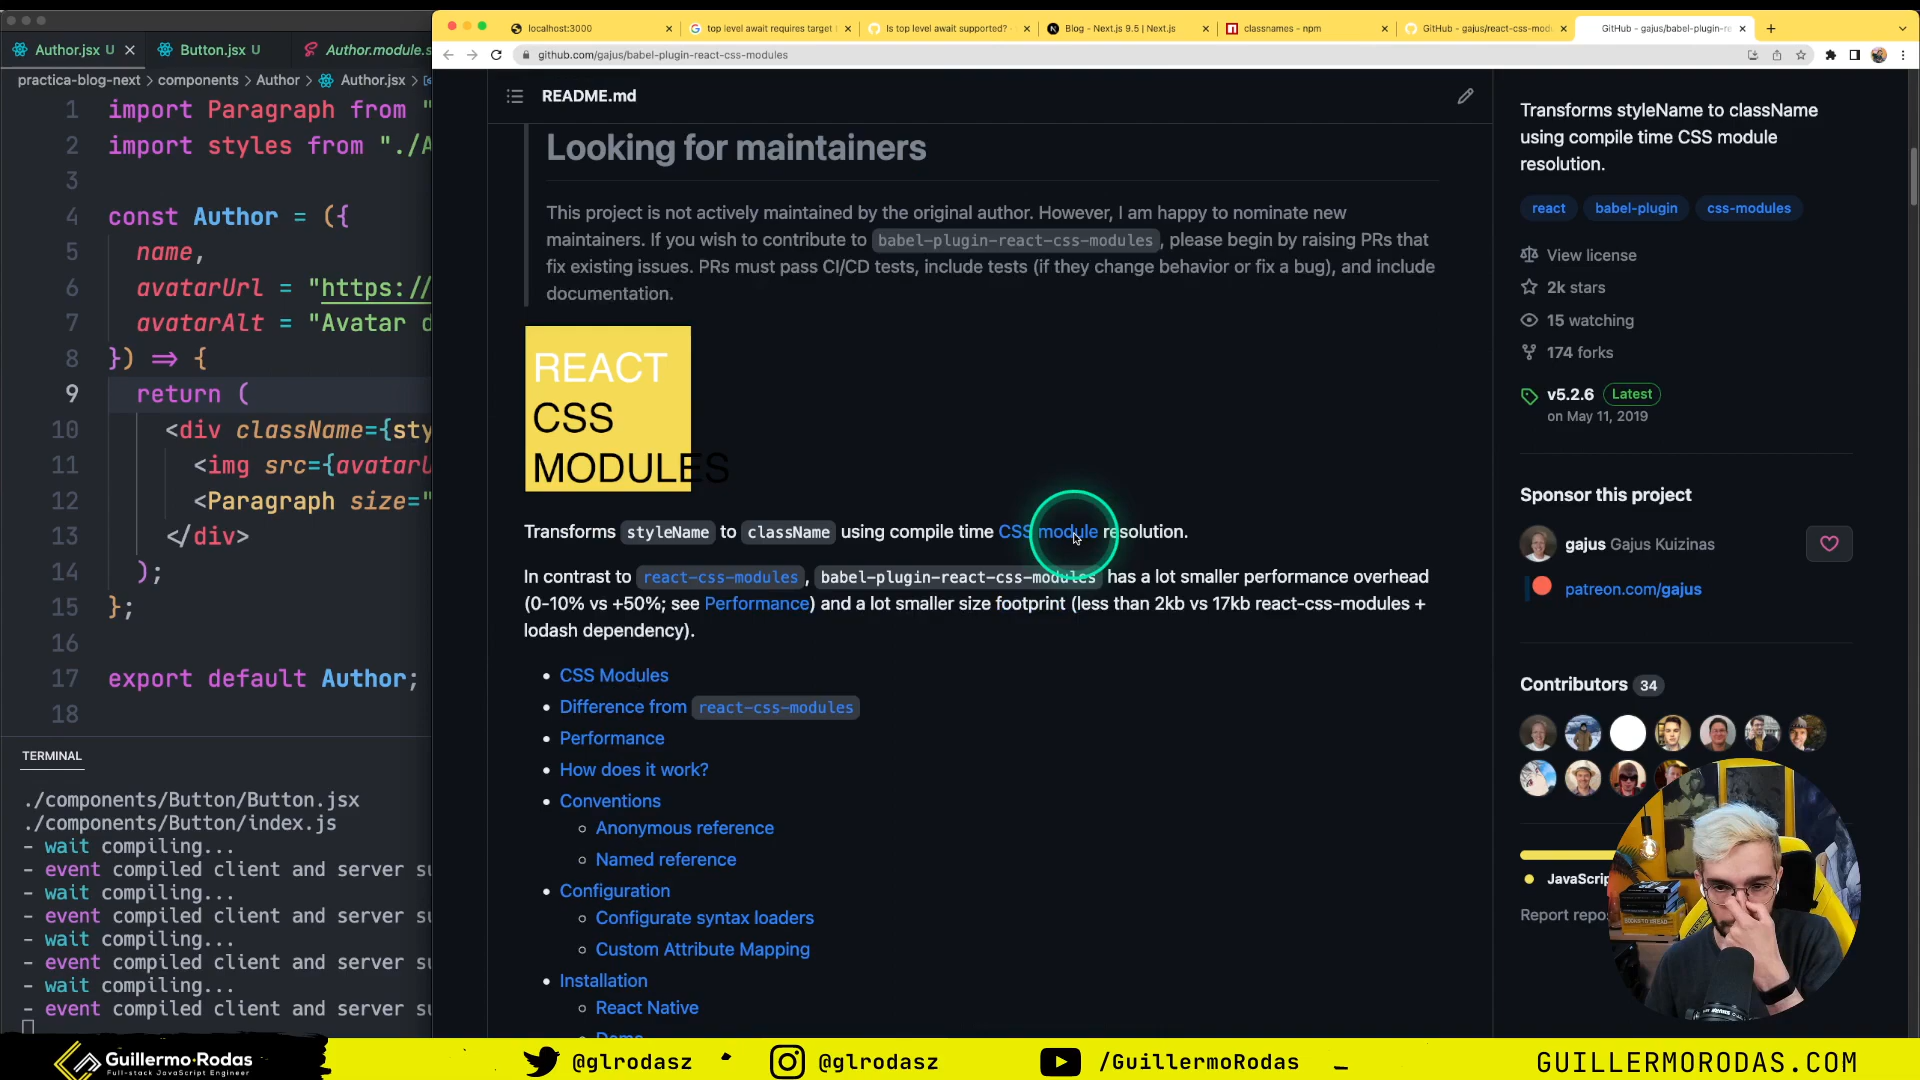 localhost:3000
top level await requires target
Is top level await supported? ·
Blog - Next.js 9.5 | Next.js
classnames - npm
GitHub - gajus/react-css-mod
GitHub - gajus/babel-plugin-re
github.com/gajus/babel-plugin-react-css-modules
Author.jsx U
Button.jsx U
Author.module.s
practica-blog-next > components > Author > Author.jsx >
1 import Paragraph from "
2 import styles from "./A
3
4 const Author = ({
5 name,
6 avatarUrl = "https://
7 avatarAlt = "Avatar d
8 }) => {
9 return (
10 <div className={sty
11 <img src={avatarU
12 <Paragraph size="
13 </div>
14 );
15 };
16
17 export default Author;
18
TERMINAL
./components/Button/Button.jsx
./components/Button/index.js
- wait compiling...
- event compiled client and server su
- wait compiling...
- event compiled client and server su
- wait compiling...
- event compiled client and server su
- wait compiling...
- event compiled client and server su
README.md
Looking for maintainers
This project is not actively maintained by the original author. However, I am happy to nominate new
maintainers. If you wish to contribute to babel-plugin-react-css-modules, please begin by raising PRs that
fix existing issues. PRs must pass CI/CD tests, include tests (if they change behavior or fix a bug), and include
documentation.
REACT
CSS
MODULES
Transforms styleName to className using compile time CSS module resolution.
In contrast to react-css-modules, babel-plugin-react-css-modules has a lot smaller performance overhead
(0-10% vs +50%; see Performance) and a lot smaller size footprint (less than 2kb vs 17kb react-css-modules +
lodash dependency).
• CSS Modules
• Difference from react-css-modules
• Performance
• How does it work?
• Conventions
◦ Anonymous reference
◦ Named reference
• Configuration
◦ Configurate syntax loaders
◦ Custom Attribute Mapping
• Installation
◦ React Native
◦ Demo
Transforms styleName to className
using compile time CSS module
resolution.
react babel-plugin css-modules
View license
2k stars
15 watching
174 forks
v5.2.6 Latest
on May 11, 2019
Sponsor this project
gajus Gajus Kuizinas
patreon.com/gajus
Contributors 34
JavaScrip
Report repos
Guillermo Rodas
Full-stack JavaScript Engineer
@glrodasz
@glrodasz
/GuillermoRodas
GUILLERMORODAS.COM